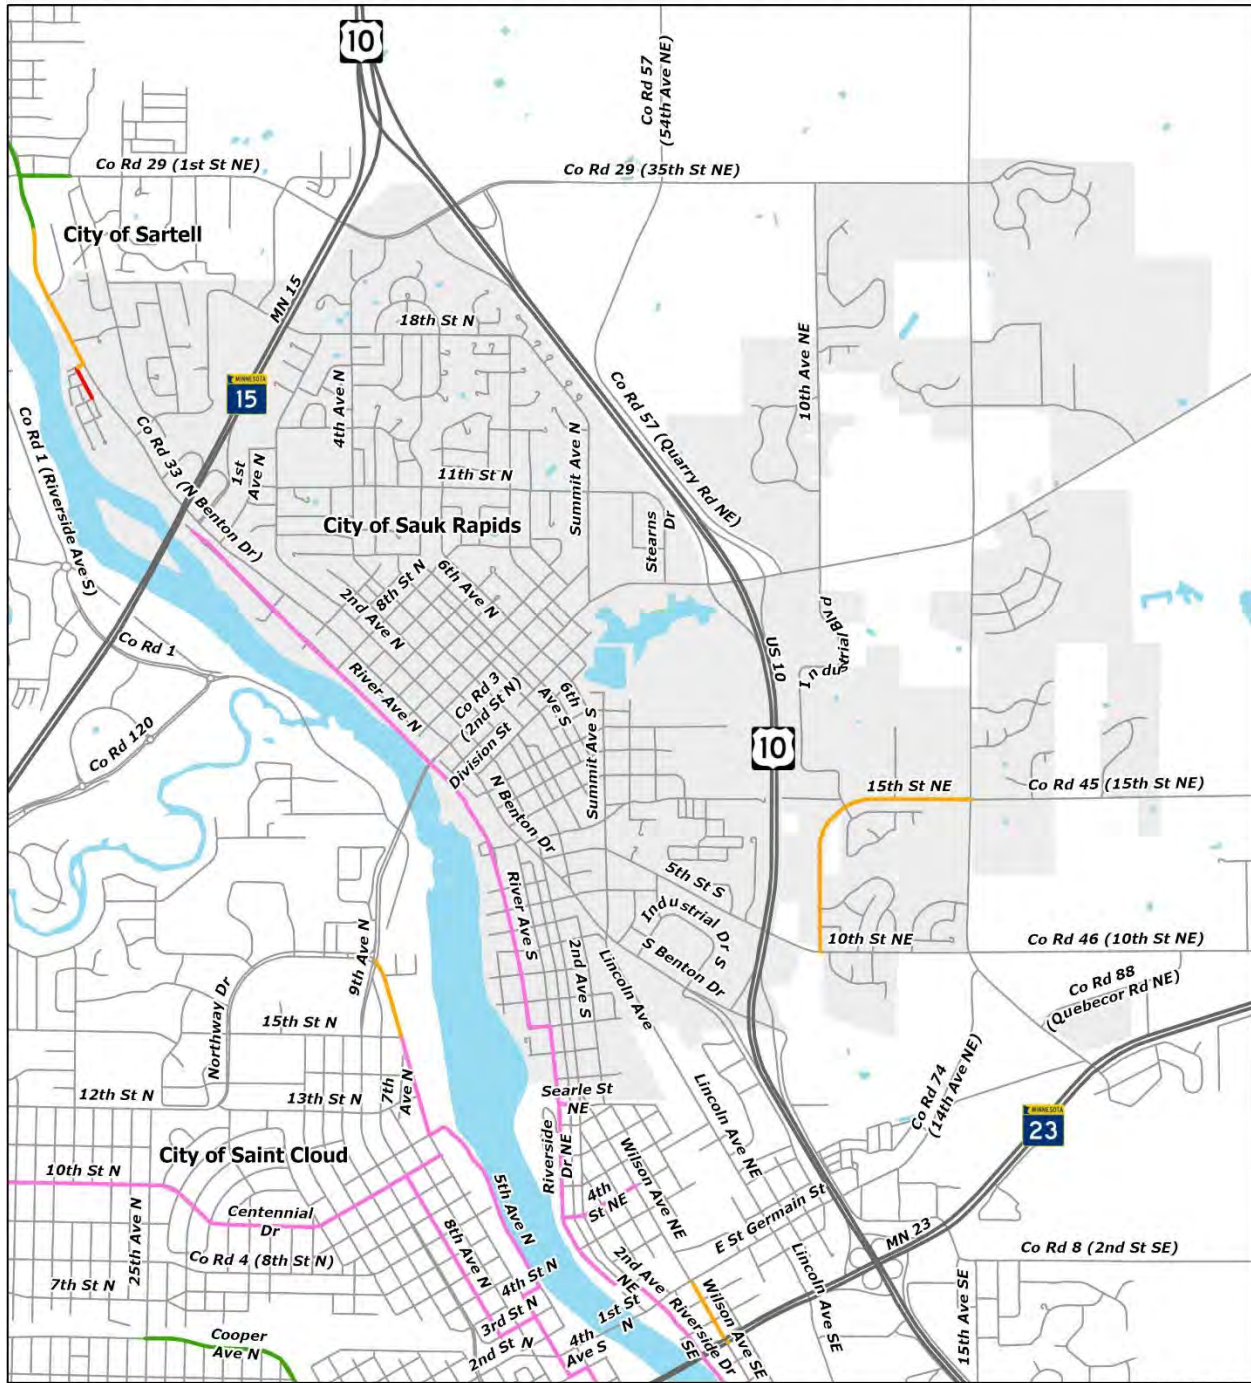 10
Co Rd 57
(54th Ave NE)
Co Rd 29 (1st St NE)
Co Rd 29 (35th St NE)
City of Sartell
MN 15
18th St N
MINNESOTA
15
4th Ave N
10th Ave NE
Co Rd 57 (Quarry Rd NE)
Co Rd 1 (Riverside Ave S)
Co Rd 33 (N Benton Dr)
1st
Ave N
11th St N
Summit Ave N
Stearns
Dr
City of Sauk Rapids
8th St N
6th Ave N
2nd Ave N
Industrial
Blvd
Co Rd 1
US 10
River Ave N
Co Rd 3
(2nd St N)
6th
Ave S
Co Rd 120
Division St
10
Summit Ave S
15th St NE
Co Rd 45 (15th St NE)
N Benton Dr
5th St S
River Ave S
Industrial Dr S
10th St NE
Co Rd 46 (10th St NE)
9th Ave N
2nd Ave S
Lincoln Ave
S Benton Dr
Co Rd 88
(Quebecor Rd NE)
Northway Dr
15th St N
7th
Ave N
12th St N
13th St N
Searle St
NE
Lincoln Ave NE
Co Rd 74
(14th Ave NE)
MINNESOTA
23
City of Saint Cloud
Riverside
Dr NE
Wilson Ave NE
10th St N
5th Ave N
4th
St NE
Centennial
Dr
25th Ave N
8th Ave N
E St Germain St
MN 23
Co Rd 4 (8th St N)
Co Rd 8 (2nd St SE)
7th St N
4th St N
2nd Ave
NE
Lincoln Ave SE
3rd St N
1st St
N
Riverside Dr
SE
Wilson Ave SE
15th Ave SE
Cooper
Ave N
2nd St N
4th
Ave S